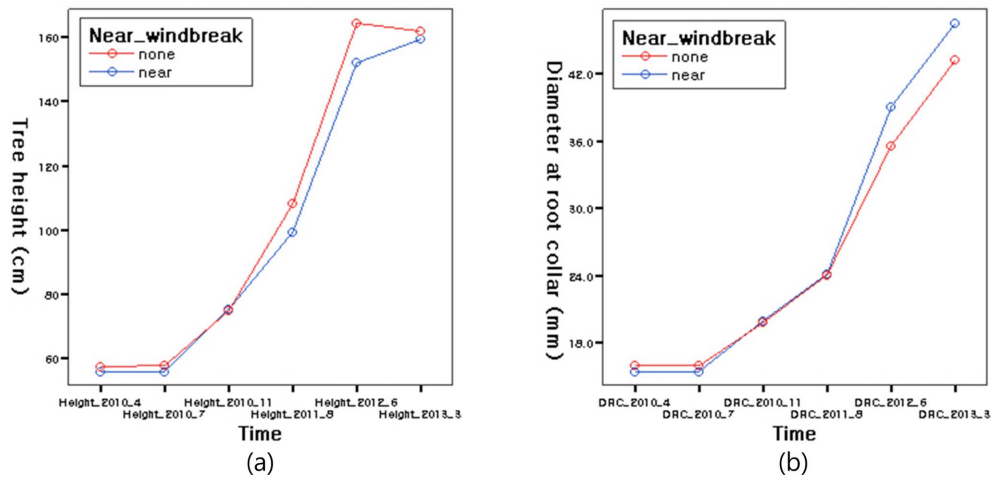 Near_windbreak
none
near
160
140
120
100
80
60
Tree height (cm)
Height_2010_4
Height_2010_7
Height_2010_11
Height_2011_8
Height_2012_6
Height_2013_3
Time
(a)
Near_windbreak
none
near
42.0
36.0
30.0
24.0
18.0
Diameter at root collar (mm)
DRC_2010_4
DRC_2010_7
DRC_2010_11
DRC_2011_8
DRC_2012_6
DRC_2013_3
Time
(b)